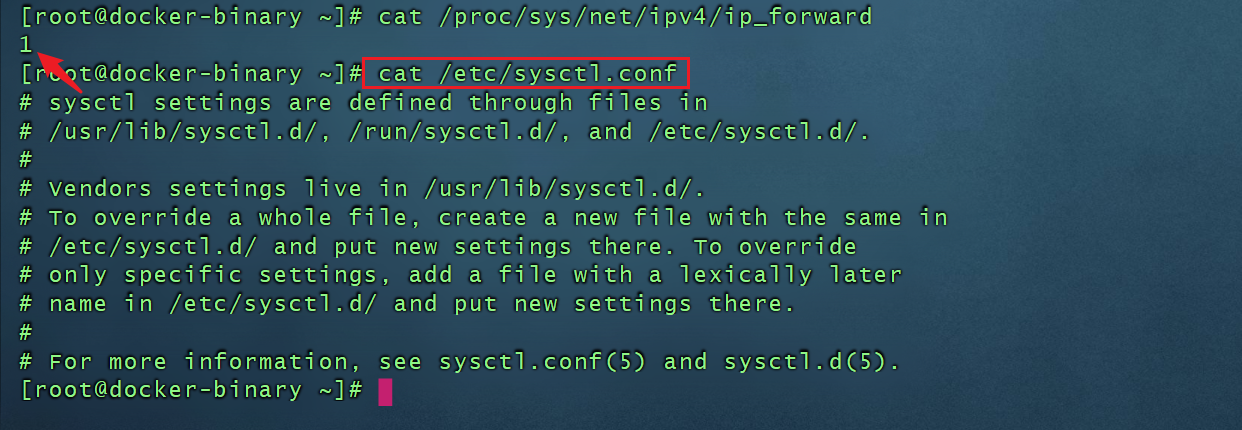 [root@docker-binary ~]# cat /proc/sys/net/ipv4/ip_forward
1
[root@docker-binary ~]# cat /etc/sysctl.conf
# sysctl settings are defined through files in
# /usr/lib/sysctl.d/, /run/sysctl.d/, and /etc/sysctl.d/.
#
# Vendors settings live in /usr/lib/sysctl.d/.
# To override a whole file, create a new file with the same in
# /etc/sysctl.d/ and put new settings there. To override
# only specific settings, add a file with a lexically later
# name in /etc/sysctl.d/ and put new settings there.
#
# For more information, see sysctl.conf(5) and sysctl.d(5).
[root@docker-binary ~]#